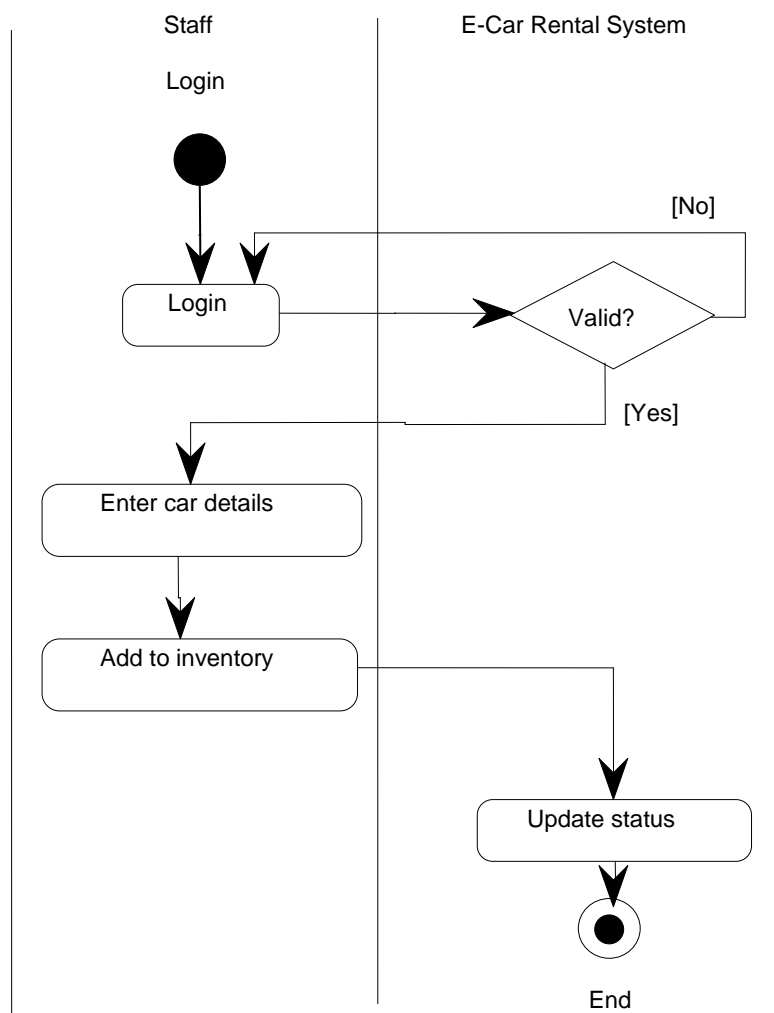 Staff
E-Car Rental System
Login
[No]
Login
Valid?
[Yes]
Enter car details
Add to inventory
Update status
End